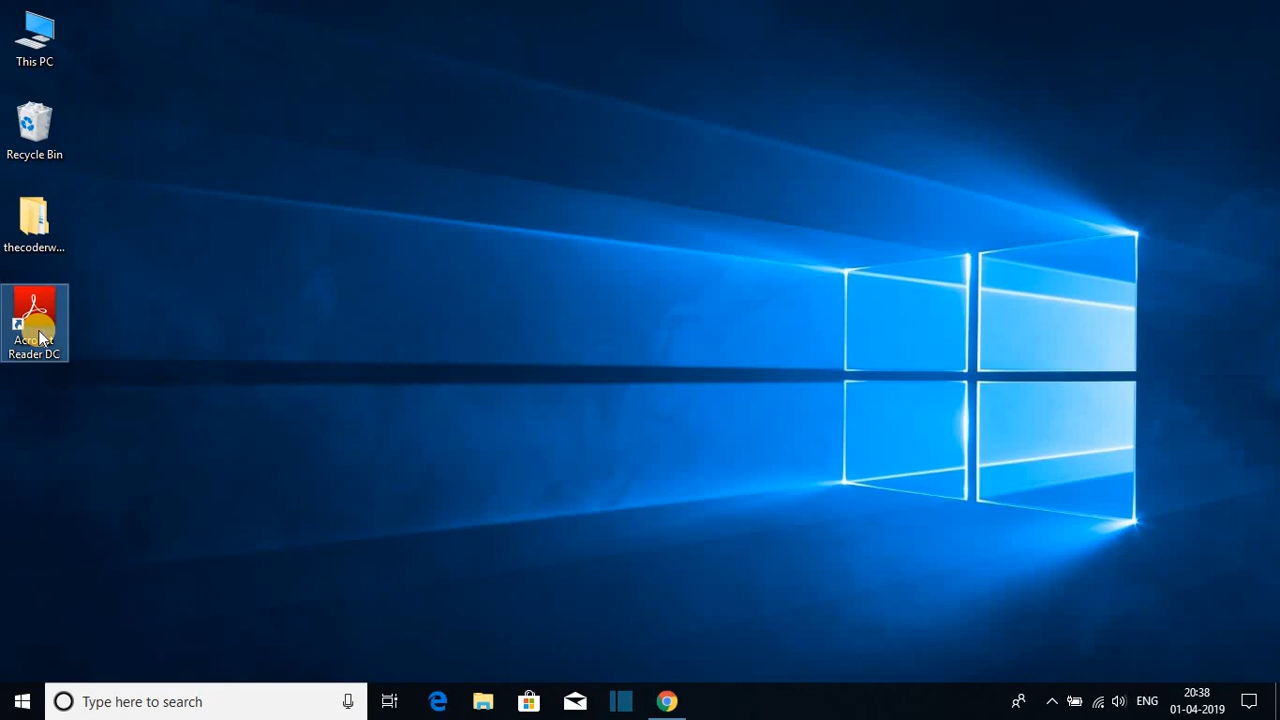 This PC
Recycle Bin
thecoderw...
Reader DC
Type here to search
ENG
20:38
01-04-2019